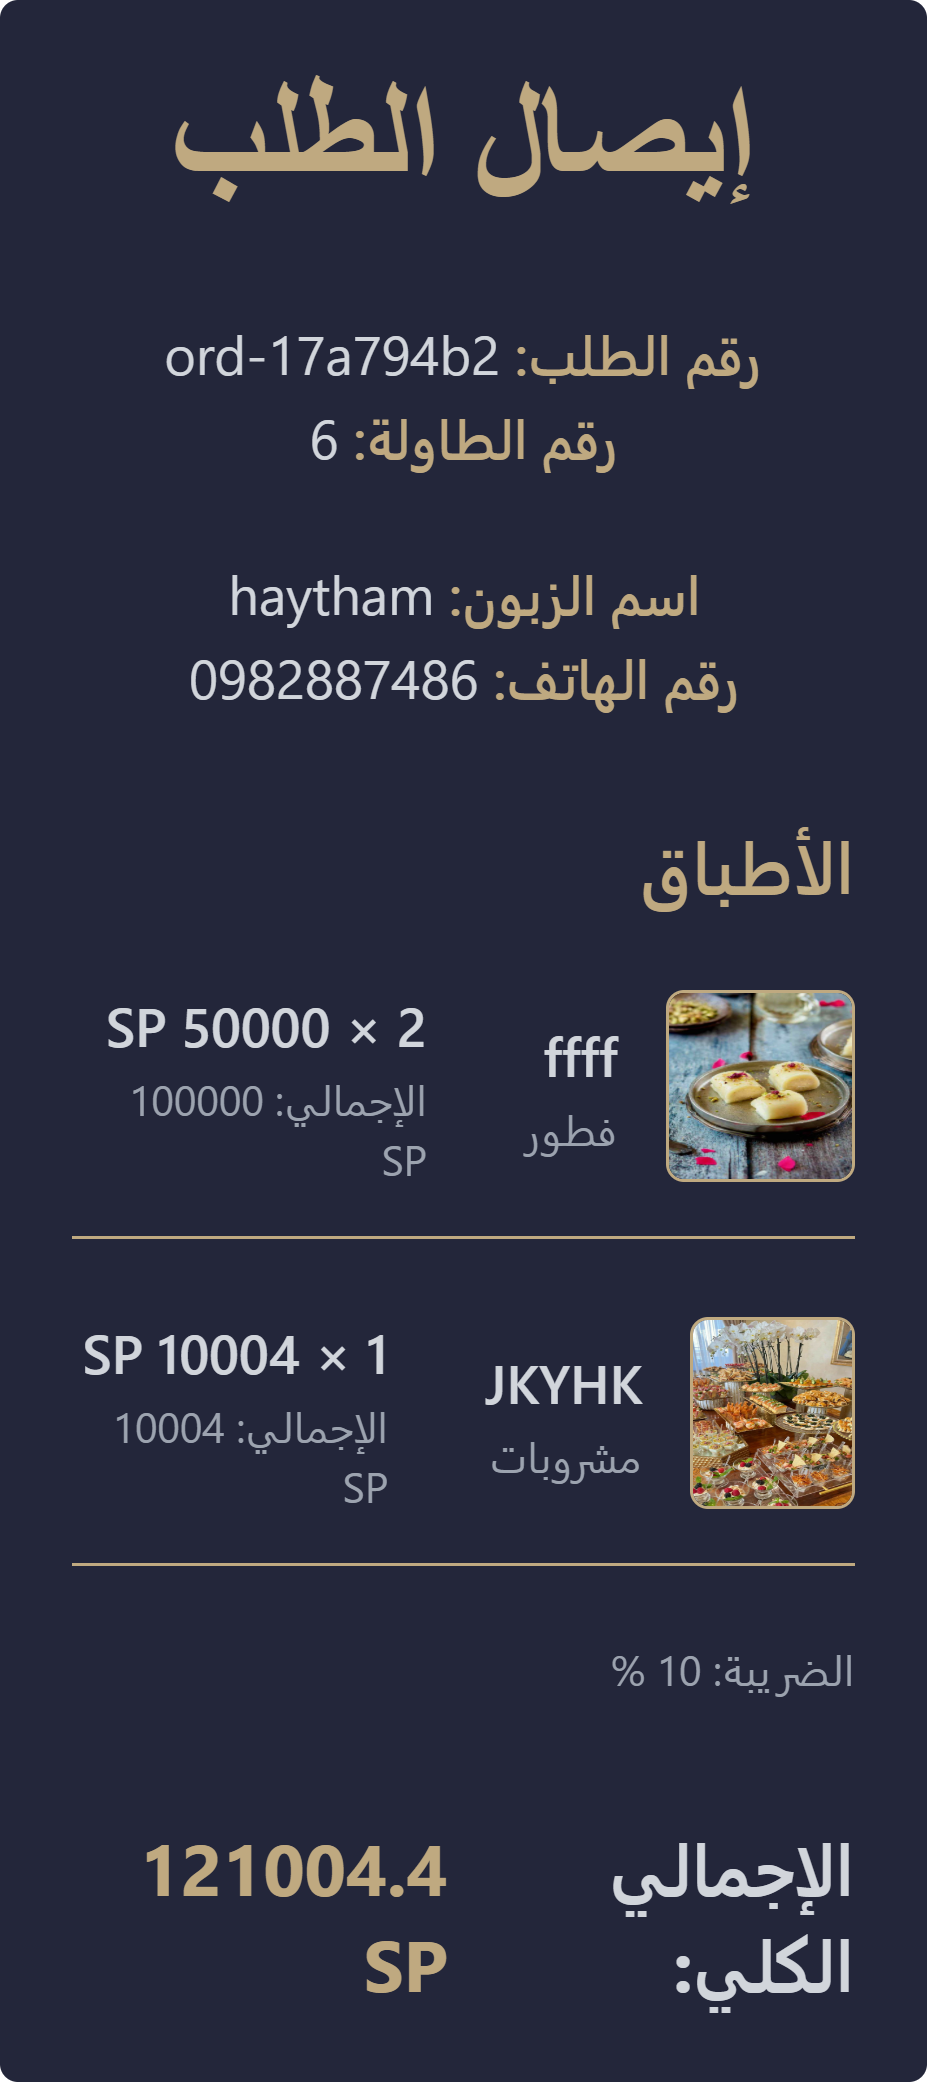 إيصال الطلب
رقم الطلب: ord-17a794b2
رقم الطاولة: 6
اسم الزبون: haytham
رقم الهاتف: 0982887486
الأطباق
ffff
فطور
SP 50000 × 2
الإجمالي: 100000
SP
JKYHK
مشروبات
SP 10004 × 1
الإجمالي: 10004
SP
الضريبة: 10 %
الإجمالي
الكلي:
121004.4
SP